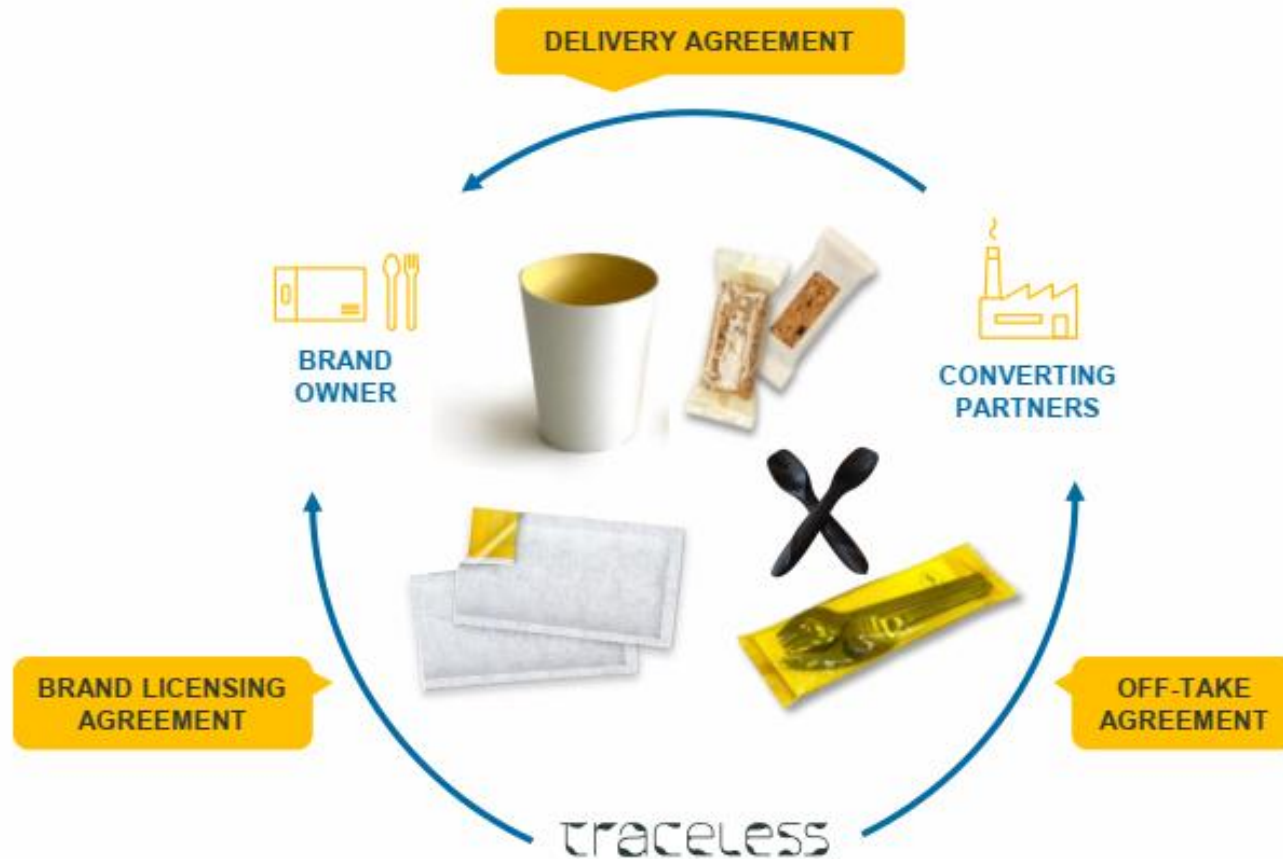 DELIVERY AGREEMENT
BRAND
OWNER
CONVERTING
PARTNERS
BRAND LICENSING
AGREEMENT
OFF-TAKE
AGREEMENT
traceless